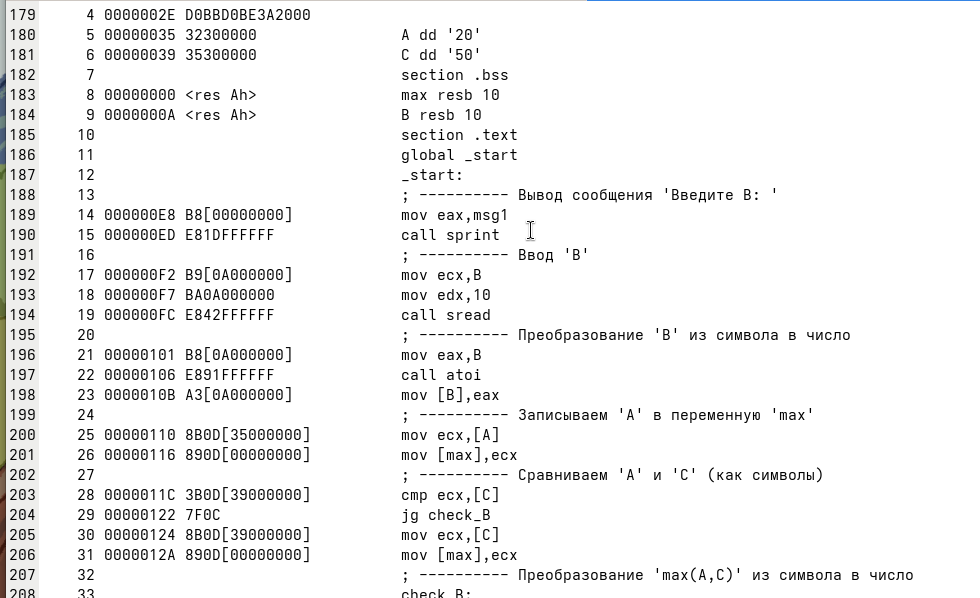 179 4 0000002E D0BBD0BE3A2000
180 5 00000035 32300000 A dd '20'
181 6 00000039 35300000 C dd '50'
182 7 section .bss
183 8 00000000 <res Ah> max resb 10
184 9 0000000A <res Ah> B resb 10
185 10 section .text
186 11 global _start
187 12 _start:
188 13 ; ---------- Вывод сообщения 'Введите B: '
189 14 000000E8 B8[00000000] mov eax,msg1
190 15 000000ED E81DFFFFFF call sprint
191 16 ; ---------- Ввод 'B'
192 17 000000F2 B9[0A000000] mov ecx,B
193 18 000000F7 BA0A000000 mov edx,10
194 19 000000FC E842FFFFFF call sread
195 20 ; ---------- Преобразование 'B' из символа в число
196 21 00000101 B8[0A000000] mov eax,B
197 22 00000106 E891FFFFFF call atoi
198 23 0000010B A3[0A000000] mov [B],eax
199 24 ; ---------- Записываем 'A' в переменную 'max'
200 25 00000110 8B0D[35000000] mov ecx,[A]
201 26 00000116 890D[00000000] mov [max],ecx
202 27 ; ---------- Сравниваем 'A' и 'C' (как символы)
203 28 0000011C 3B0D[39000000] cmp ecx,[C]
204 29 00000122 7F0C jg check_B
205 30 00000124 8B0D[39000000] mov ecx,[C]
206 31 0000012A 890D[00000000] mov [max],ecx
207 32 ; ---------- Преобразование 'max(A,C)' из символа в число
208 33 check_B: